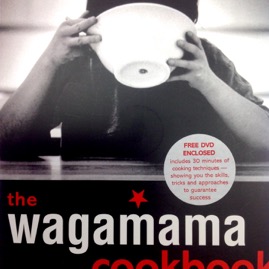 FREE DVD
ENCLOSED
includes 30 minutes of
cooking techniques —
showing you the skills,
tricks and approaches
to guarantee
success
the
wagamama
cookbook